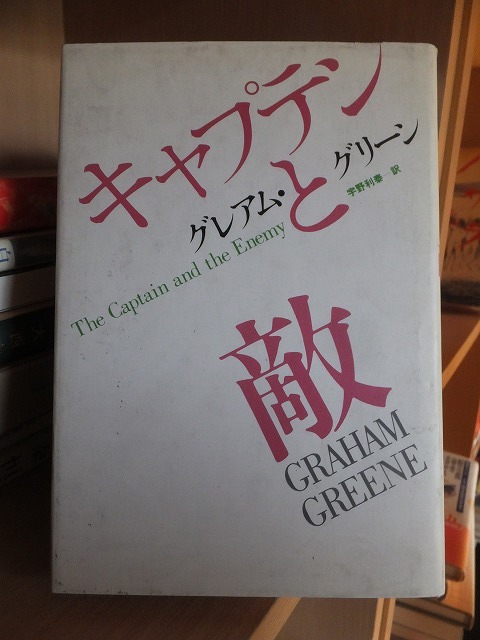 キャプテン
と
敵
グレアム・グリーン
宇野利泰 訳
The Captain and the Enemy
GRAHAM
GREENE